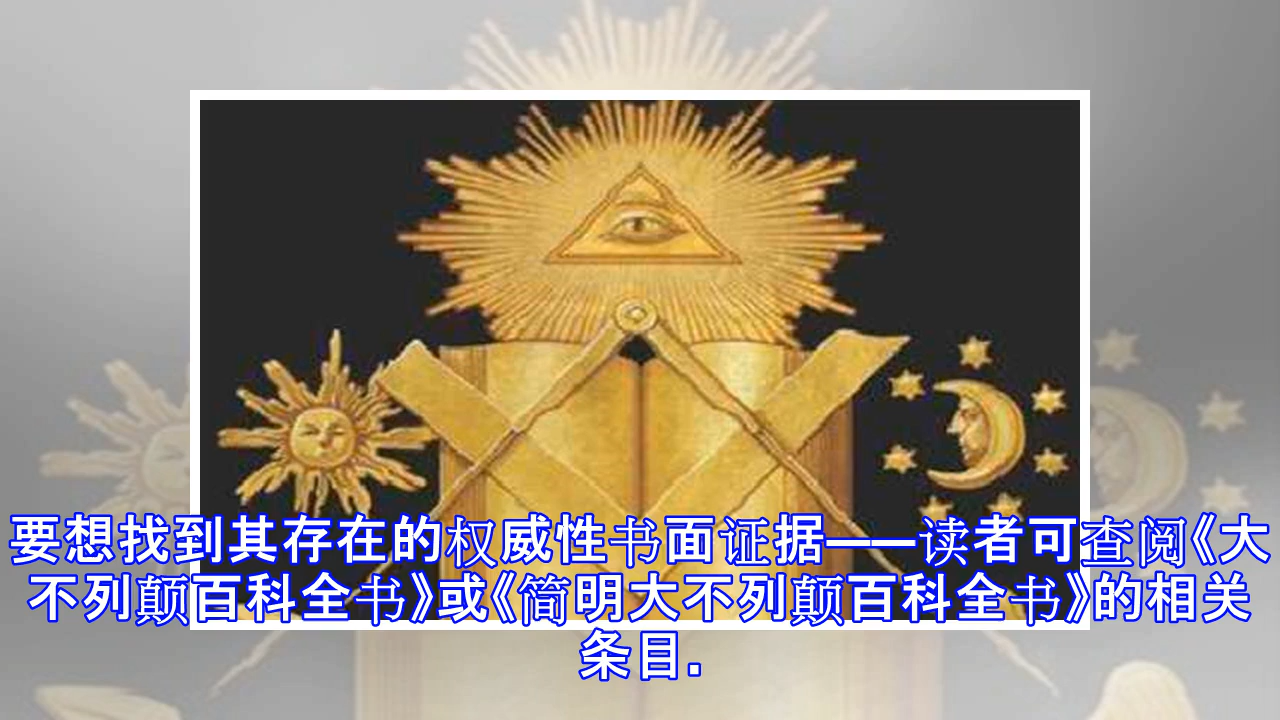 要想找到其存在的权威性书面证据——读者可查阅《大
不列颠百科全书》或《简明大不列颠百科全书》的相关
条目.